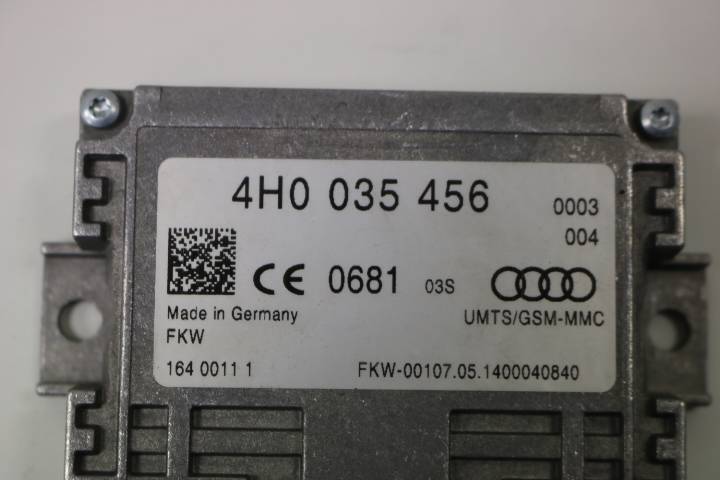 4H0 035 456 0003
004
CE 0681 03S
Made in Germany UMTS/GSM-MMC
FKW
164 0011 1 FKW-00107.05.1400040840